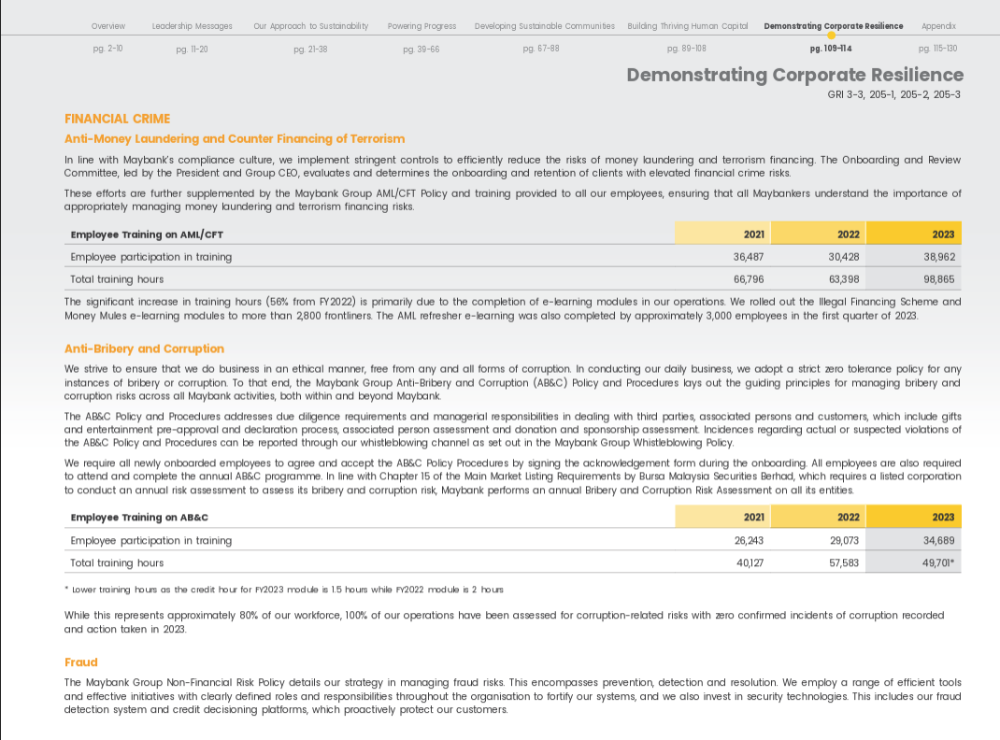 Overview Leadership Messages Our Approach to Sustainability Powering Progress Developing Sustainable Communities Building Thriving Human Capital Demonstrating Corporate Resilience Appendix
pg. 2-10 pg. 11-20 pg. 21-38 pg. 39-66 pg. 67-88 pg. 89-108 pg. 109-114 pg. 115-130
Demonstrating Corporate Resilience
GRI 3-3, 205-1, 205-2, 205-3
FINANCIAL CRIME
Anti-Money Laundering and Counter Financing of Terrorism
In line with Maybank's compliance culture, we implement stringent controls to efficiently reduce the risks of money laundering and terrorism financing. The Onboarding and Review
Committee, led by the President and Group CEO, evaluates and determines the onboarding and retention of clients with elevated financial crime risks.
These efforts are further supplemented by the Maybank Group AML/CFT Policy and training provided to all our employees, ensuring that all Maybankers understand the importance of
appropriately managing money laundering and terrorism financing risks.
Employee Training on AML/CFT 2021 2022 2023
Employee participation in training 36,487 30,428 38,962
Total training hours 66,796 63,398 98,865
The significant increase in training hours (56% from FY2022) is primarily due to the completion of e-learning modules in our operations. We rolled out the Illegal Financing Scheme and
Money Mules e-learning modules to more than 2,800 frontliners. The AML refresher e-learning was also completed by approximately 3,000 employees in the first quarter of 2023.
Anti-Bribery and Corruption
We strive to ensure that we do business in an ethical manner, free from any and all forms of corruption. In conducting our daily business, we adopt a strict zero tolerance policy for any
instances of bribery or corruption. To that end, the Maybank Group Anti-Bribery and Corruption (AB&C) Policy and Procedures lays out the guiding principles for managing bribery and
corruption risks across all Maybank activities, both within and beyond Maybank.
The AB&C Policy and Procedures addresses due diligence requirements and managerial responsibilities in dealing with third parties, associated persons and customers, which include gifts
and entertainment pre-approval and declaration process, associated person assessment and donation and sponsorship assessment. Incidences regarding actual or suspected violations of
the AB&C Policy and Procedures can be reported through our whistleblowing channel as set out in the Maybank Group Whistleblowing Policy.
We require all newly onboarded employees to agree and accept the AB&C Policy Procedures by signing the acknowledgement form during the onboarding. All employees are also required
to attend and complete the annual AB&C programme. In line with Chapter 15 of the Main Market Listing Requirements by Bursa Malaysia Securities Berhad, which requires a listed corporation
to conduct an annual risk assessment to assess its bribery and corruption risk, Maybank performs an annual Bribery and Corruption Risk Assessment on all its entities.
Employee Training on AB&C 2021 2022 2023
Employee participation in training 26,243 29,073 34,689
Total training hours 40,127 57,583 49,701*
* Lower training hours as the credit hour for FY2023 module is 1.5 hours while FY2022 module is 2 hours
While this represents approximately 80% of our workforce, 100% of our operations have been assessed for corruption-related risks with zero confirmed incidents of corruption recorded
and action taken in 2023.
Fraud
The Maybank Group Non-Financial Risk Policy details our strategy in managing fraud risks. This encompasses prevention, detection and resolution. We employ a range of efficient tools
and effective initiatives with clearly defined roles and responsibilities throughout the organisation to fortify our systems, and we also invest in security technologies. This includes our fraud
detection system and credit decisioning platforms, which proactively protect our customers.